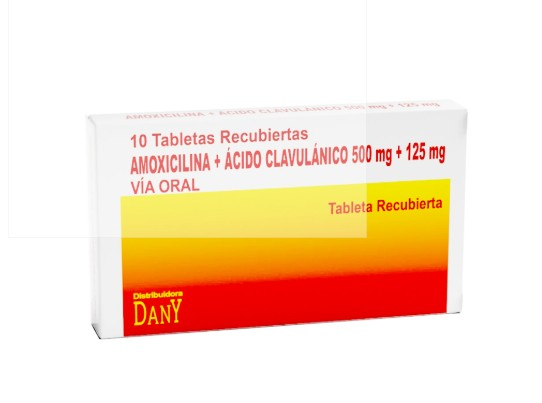 AMOXICILINA + ÁCIDO CLAVULÁNICO 500 mg + 125 mg
10 Tabletas Recubiertas
AMOXICILINA + ÁCIDO CLAVULÁNICO 500 mg + 125 mg
VÍA ORAL
Tableta Recubierta
Distribuidora
DANY